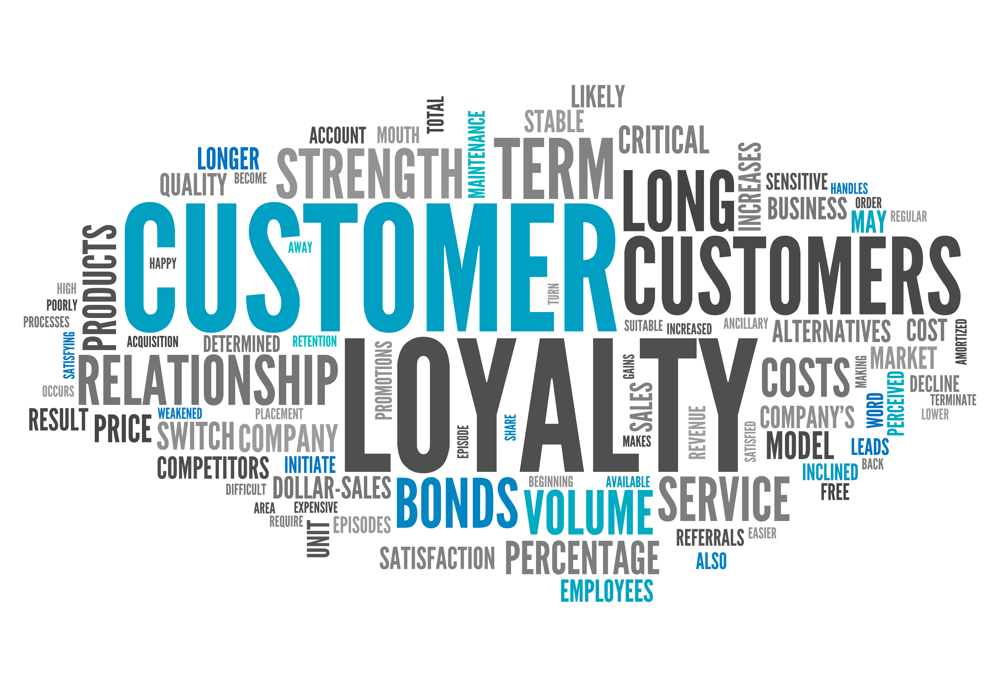 LIKELY
TOTAL
STABLE
MAINTENANCE
ACCOUNT
MOUTH
CRITICAL
LONGER
STRENGTH
TERM
INCREASES
QUALITY
BECOME
LONG
SENSITIVE
HANDLES
BUSINESS
ORDER
MAY
REGULAR
PRODUCTS
CUSTOMER
AWAY
HAPPY
TURN
CUSTOMERS
HIGH
POORLY
PROCESSES
SATISFYING
ACQUISITION
DETERMINED
RETENTION
SUITABLE
INCREASED
ANCILLARY
ALTERNATIVES
COST
AMORTIZED
RELATIONSHIP
LOYALTY
PROMOTIONS
GAINS
SALES
MAKES
EPISODE
SHARE
REVENUE
SATISFIED
COSTS
MAKING
MARKET
PERCEIVED
DECLINE
TERMINATE
LOWER
WORD
OCCURS
RESULT
PRICE
WEAKENED
PLACEMENT
SWITCH
COMPANY
COMPANY'S
MODEL
LEADS
BACK
COMPETITORS
INITIATE
INCLINED
FREE
DIFFICULT
DOLLAR-SALES
BONDS
BEGINNING
AVAILABLE
VOLUME
SERVICE
AREA
EXPENSIVE
REQUIRE
UNIT
EPISODES
REFERRALS
EASIER
SATISFACTION
PERCENTAGE
ALSO
EMPLOYEES